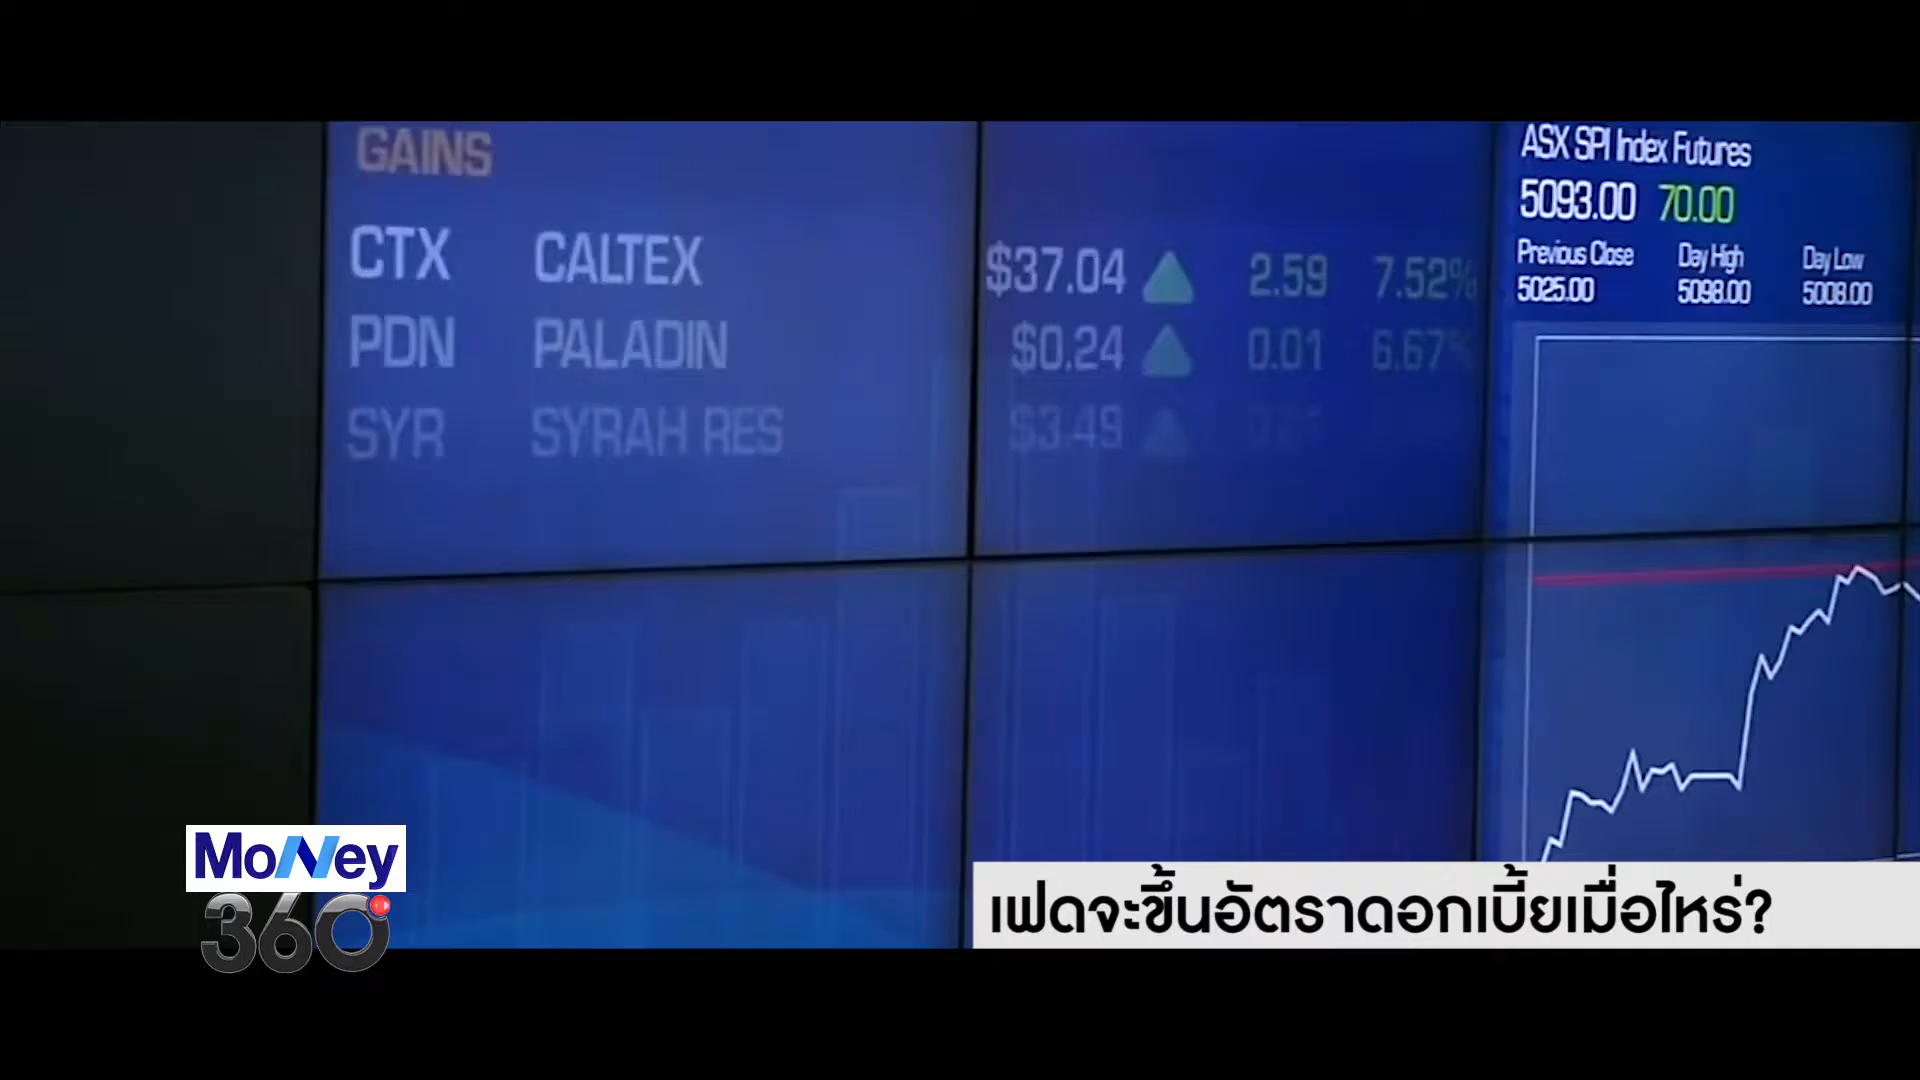 GAINS
CTX CALTEX $37.04 2.59 7.52%
PDN PALADIN $0.24 0.01 6.67%
SYR SYRAH RES $3.49
ASX SPI Index Futures
5093.00 70.00
Previous Close Day High Day Low
5025.00 5098.00 5008.00
Money
360
เฟดจะขึ้นอัตราดอกเบี้ยเมื่อไหร่?